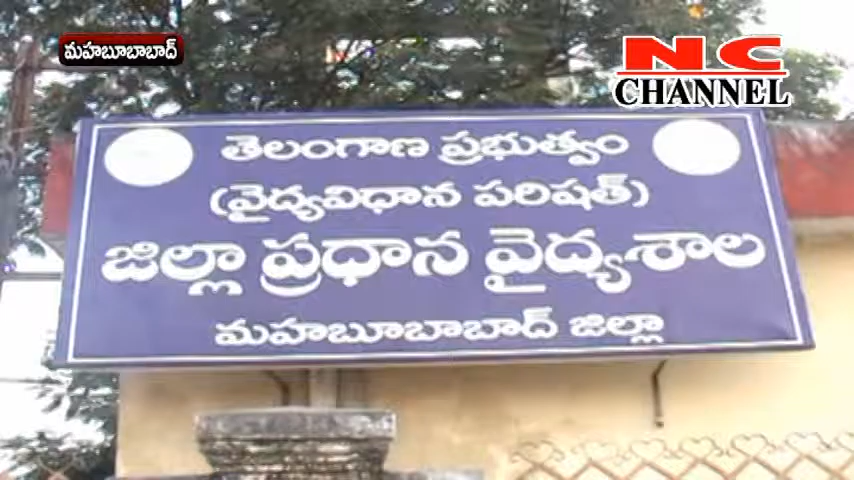 మహబూబాబాద్
NC
CHANNEL
తెలంగాణ ప్రభుత్వం
(వైద్యవిధాన పరిషత్)
జిల్లా ప్రధాన వైద్యశాల
మహబూబాబాద్ జిల్లా